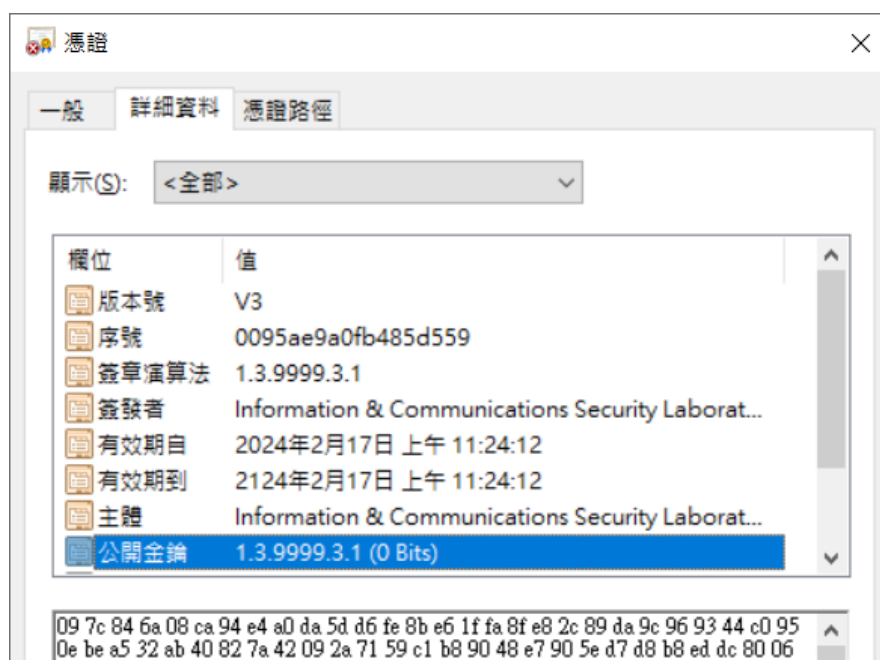 憑證
一般 詳細資料 憑證路徑
顯示(S): <全部>
欄位 值
版本號 V3
序號 0095ae9a0fb485d559
簽章演算法 1.3.9999.3.1
簽發者 Information & Communications Security Laborat...
有效期自 2024年2月17日 上午 11:24:12
有效期到 2124年2月17日 上午 11:24:12
主體 Information & Communications Security Laborat...
公開金鑰 1.3.9999.3.1 (0 Bits)
09 7c 84 6a 08 ca 94 e4 a0 da 5d d6 fe 8b e6 1f fa 8f e8 2c 89 da 9c 96 93 44 c0 95
0e be a5 32 ab 40 82 7a 42 09 2a 71 59 c1 b8 90 48 e7 90 5e d7 d8 b8 ed dc 80 06